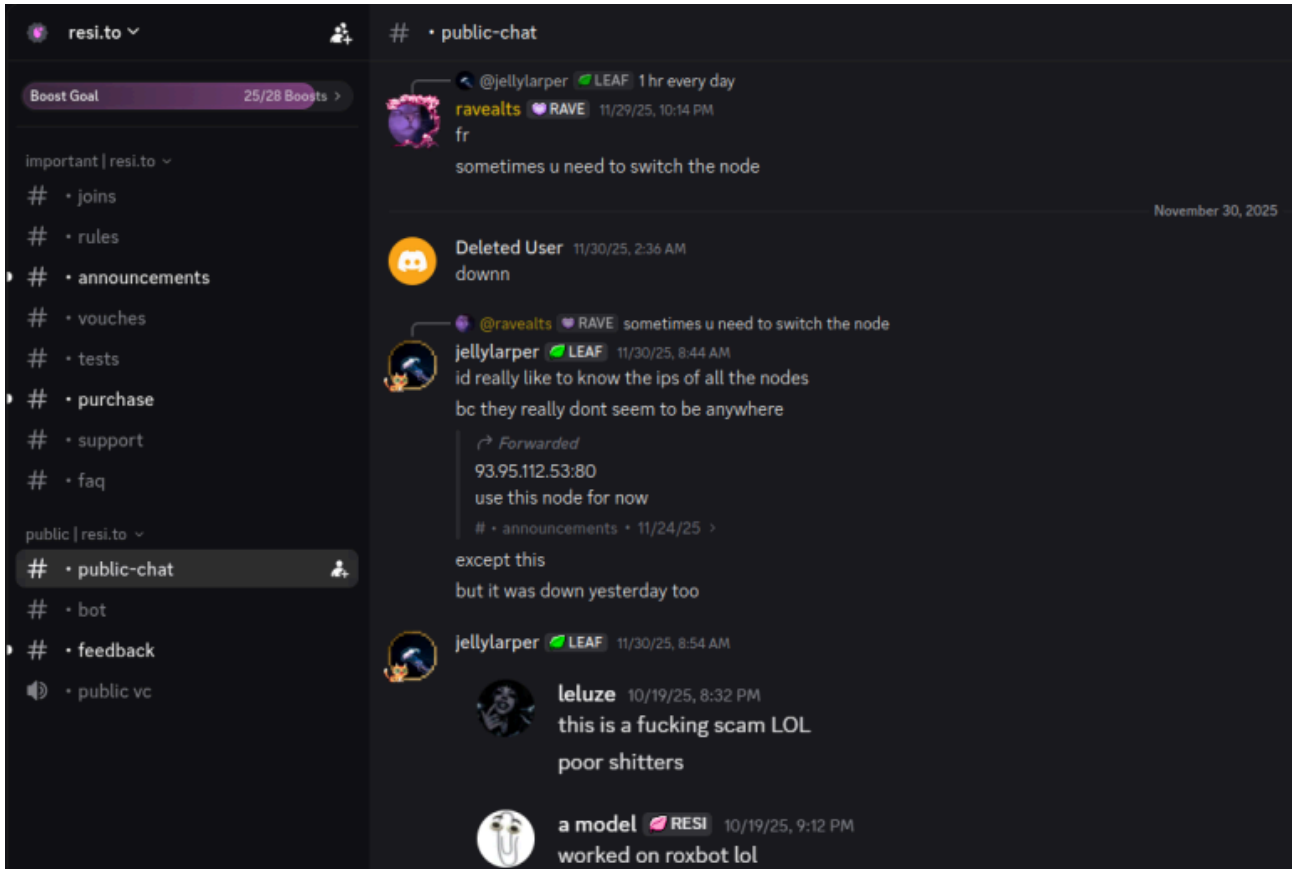 resi.to
Boost Goal 25/28 Boosts >
important | resi.to
# • joins
# • rules
# • announcements
# • vouches
# • tests
# • purchase
# • support
# • faq
public | resi.to
# • public-chat
# • bot
# • feedback
• public vc
# • public-chat
@jellylarper LEAF 1 hr every day
ravealts RAVE 11/29/25, 10:14 PM
fr
sometimes u need to switch the node
November 30, 2025
Deleted User 11/30/25, 2:36 AM
downn
@ravealts RAVE sometimes u need to switch the node
jellylarper LEAF 11/30/25, 8:44 AM
id really like to know the ips of all the nodes
bc they really dont seem to be anywhere
Forwarded
93.95.112.53:80
use this node for now
# • announcements • 11/24/25 >
except this
but it was down yesterday too
jellylarper LEAF 11/30/25, 8:54 AM
leluze 10/19/25, 8:32 PM
this is a fucking scam LOL
poor shitters
a model RESI 10/19/25, 9:12 PM
worked on roxbot lol